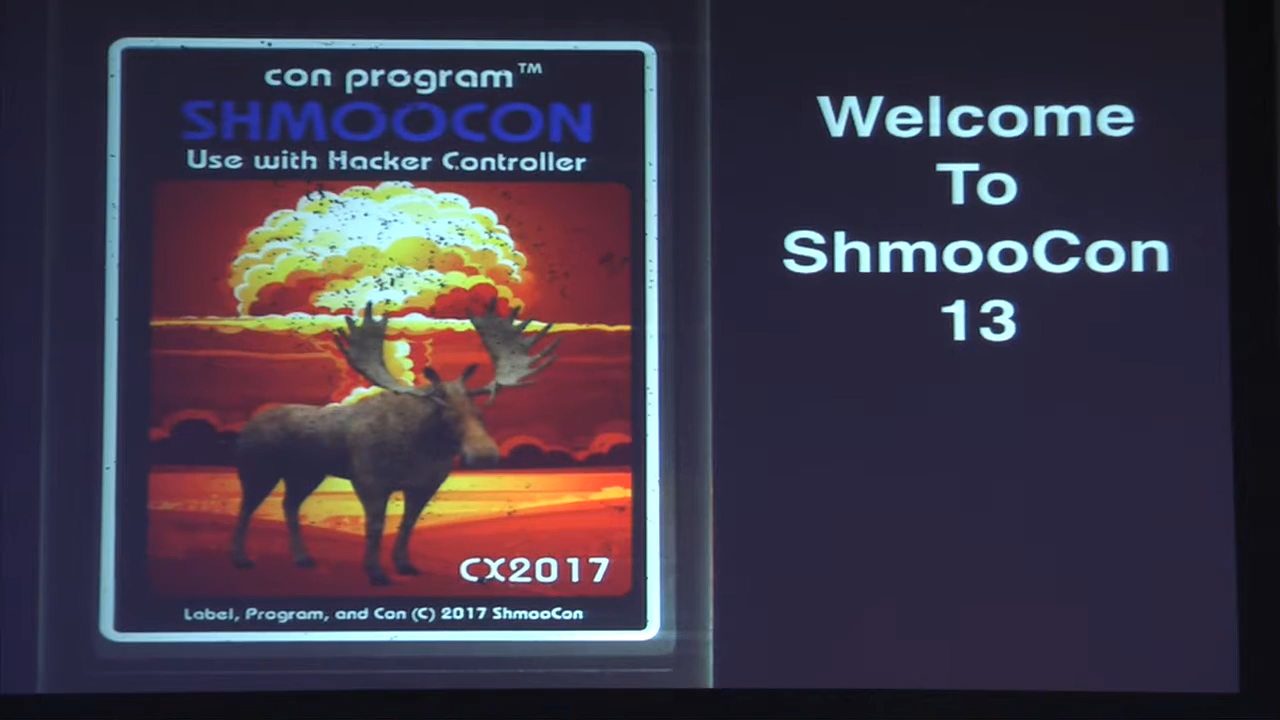 con program™
SHMOOCON
Use with Hacker Controller
CX2017
Label, Program, and Con (C) 2017 ShmooCon
Welcome
To
ShmooCon
13